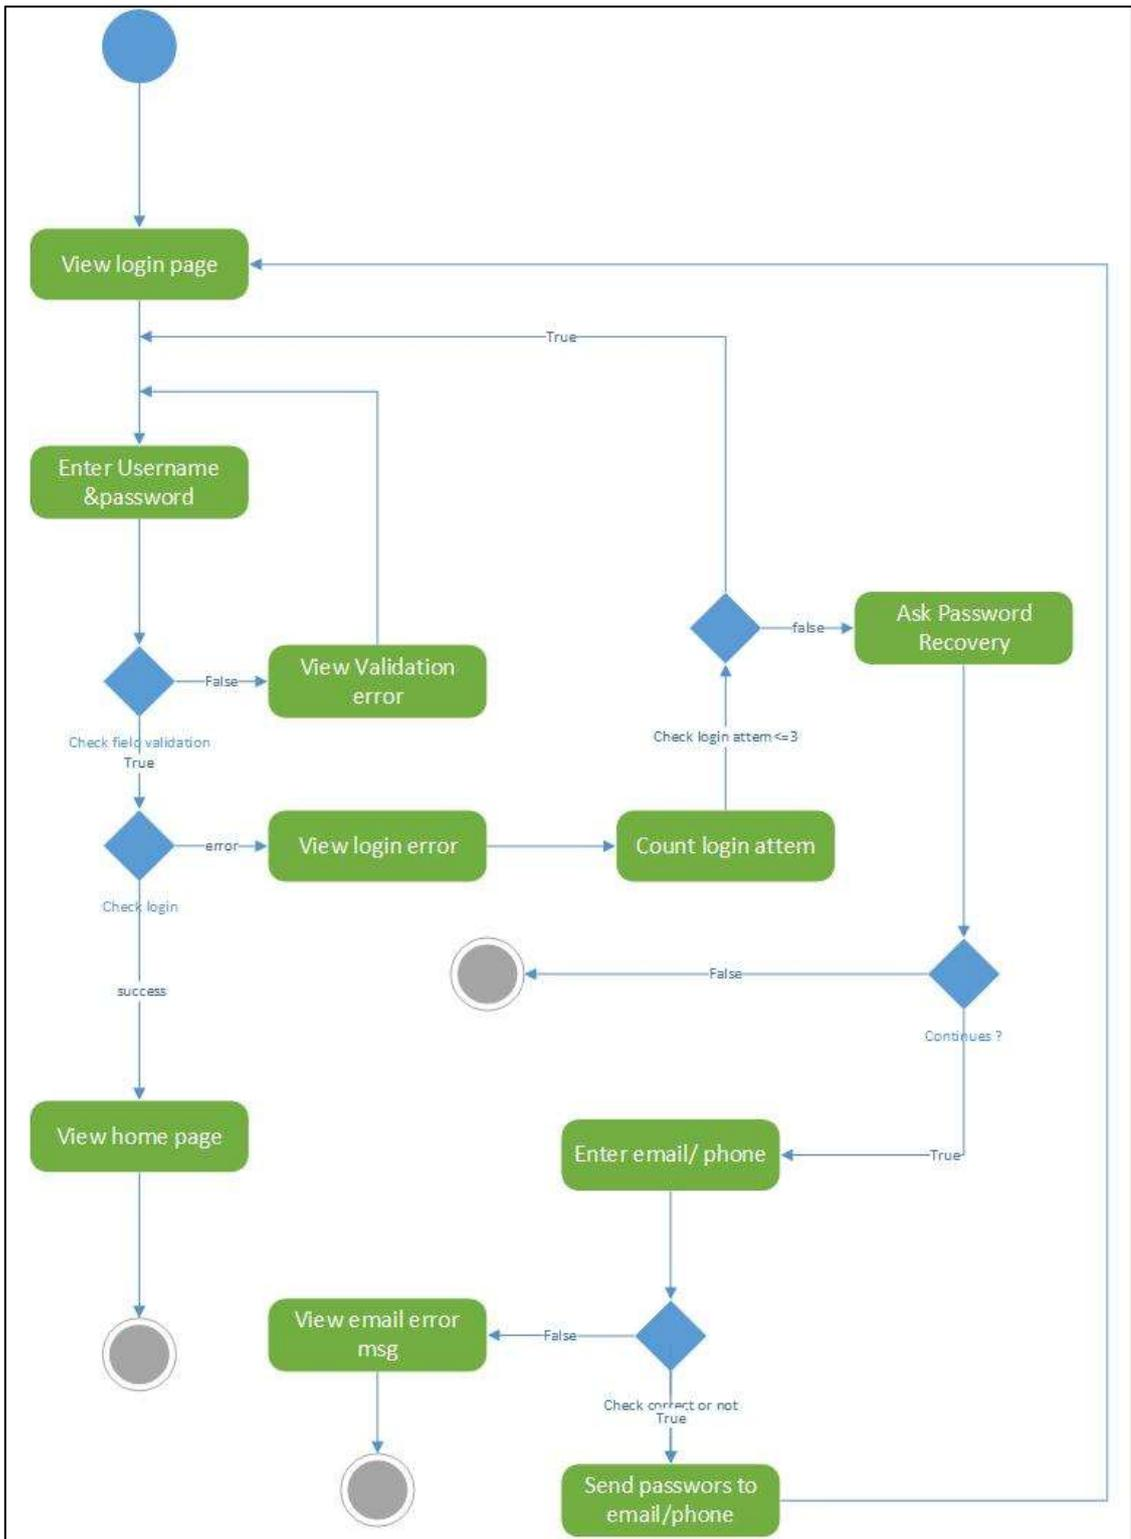 View login page
True
Enter Username
&password
false
Ask Password
Recovery
False
View Validation
error
Check field validation
True
Check login attem<=3
error
View login error
Count login attem
Check login
False
success
Continues ?
View home page
Enter email/ phone
True
View email error
msg
False
Check correct or not
True
Send passwors to
email/phone